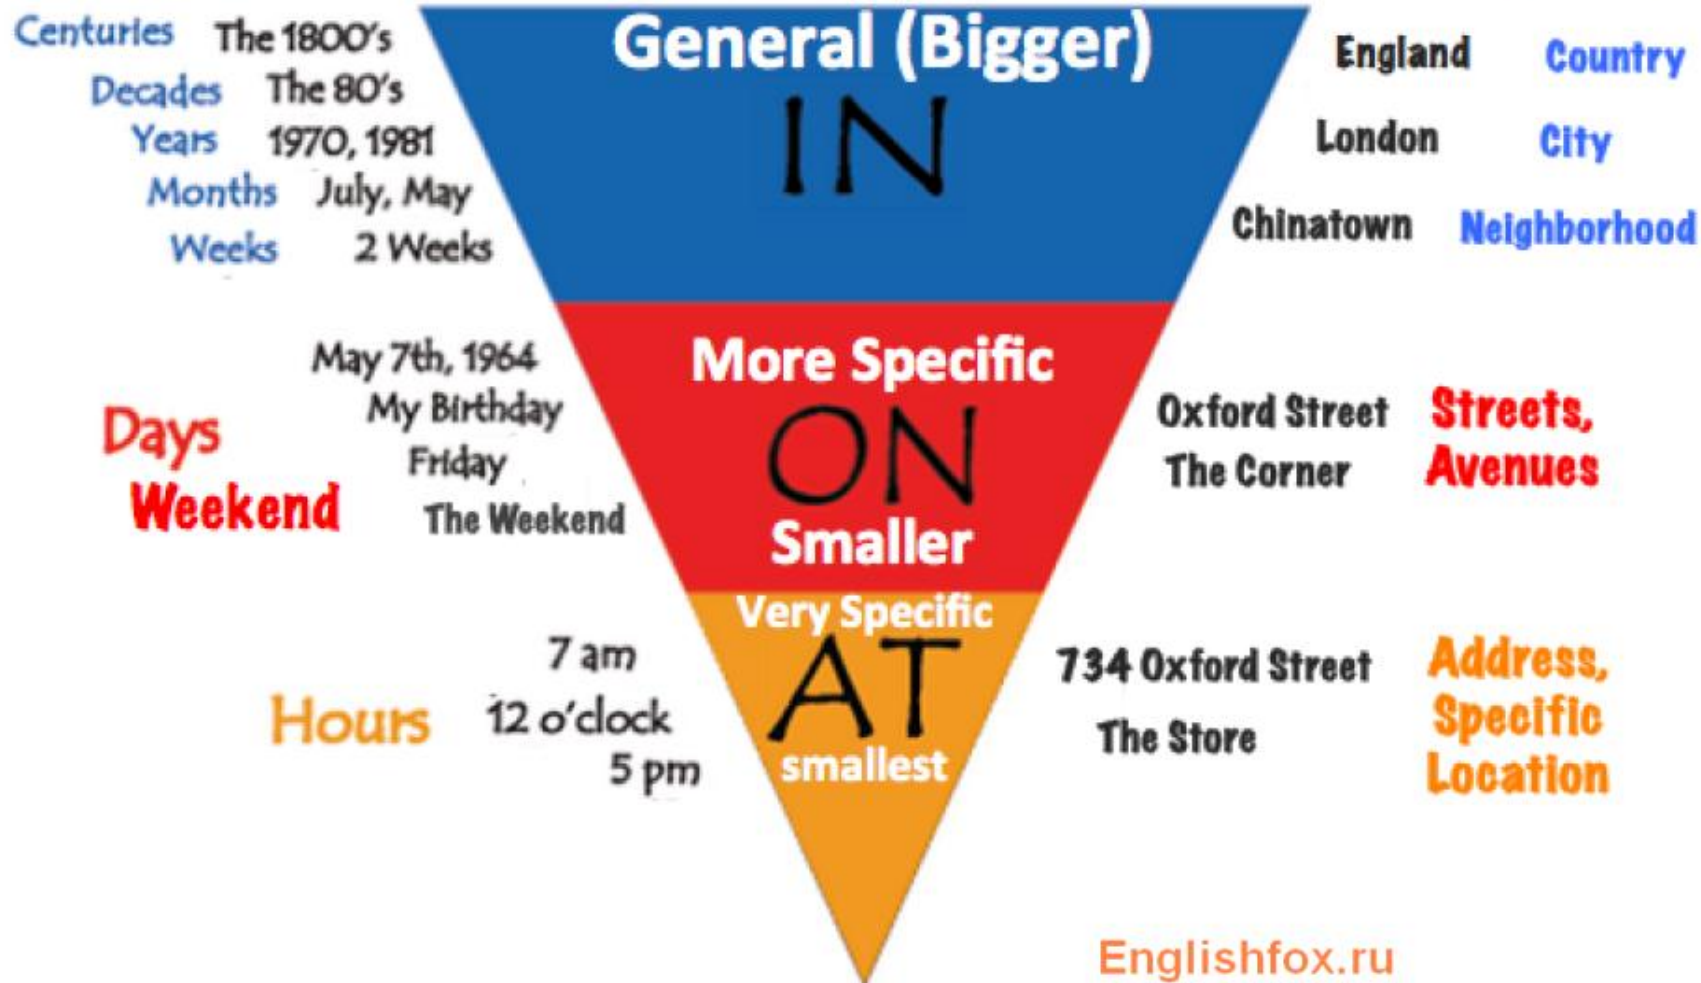 Centuries The 1800's
Decades The 80's
Years 1970, 1981
Months July, May
Weeks 2 Weeks
General (Bigger)
IN
England Country
London City
Chinatown Neighborhood
May 7th, 1964
My Birthday
Days
Friday
Weekend
The Weekend
More Specific
ON
Smaller
Oxford Street Streets,
The Corner Avenues
7 am
Hours 12 o'clock
5 pm
Very Specific
AT
smallest
734 Oxford Street Address,
The Store Specific
Location
Englishfox.ru